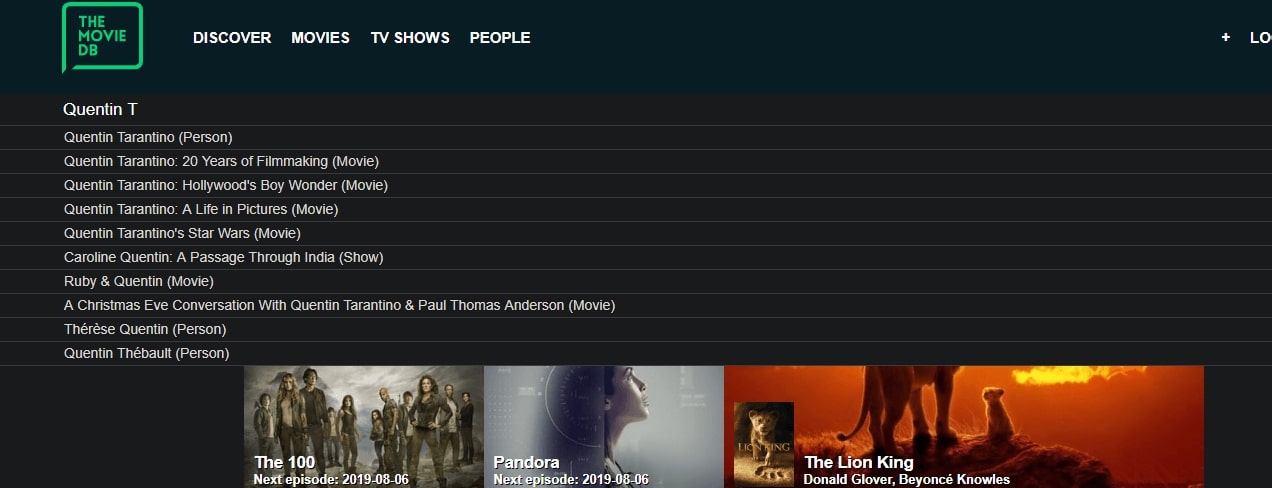 THE
MOVIE
DB
DISCOVER MOVIES TV SHOWS PEOPLE + LO
Quentin T
Quentin Tarantino (Person)
Quentin Tarantino: 20 Years of Filmmaking (Movie)
Quentin Tarantino: Hollywood's Boy Wonder (Movie)
Quentin Tarantino: A Life in Pictures (Movie)
Quentin Tarantino's Star Wars (Movie)
Caroline Quentin: A Passage Through India (Show)
Ruby & Quentin (Movie)
A Christmas Eve Conversation With Quentin Tarantino & Paul Thomas Anderson (Movie)
Thérèse Quentin (Person)
Quentin Thébault (Person)
The 100
Next episode: 2019-08-06
Pandora
Next episode: 2019-08-06
LION KING
The Lion King
Donald Glover, Beyoncé Knowles